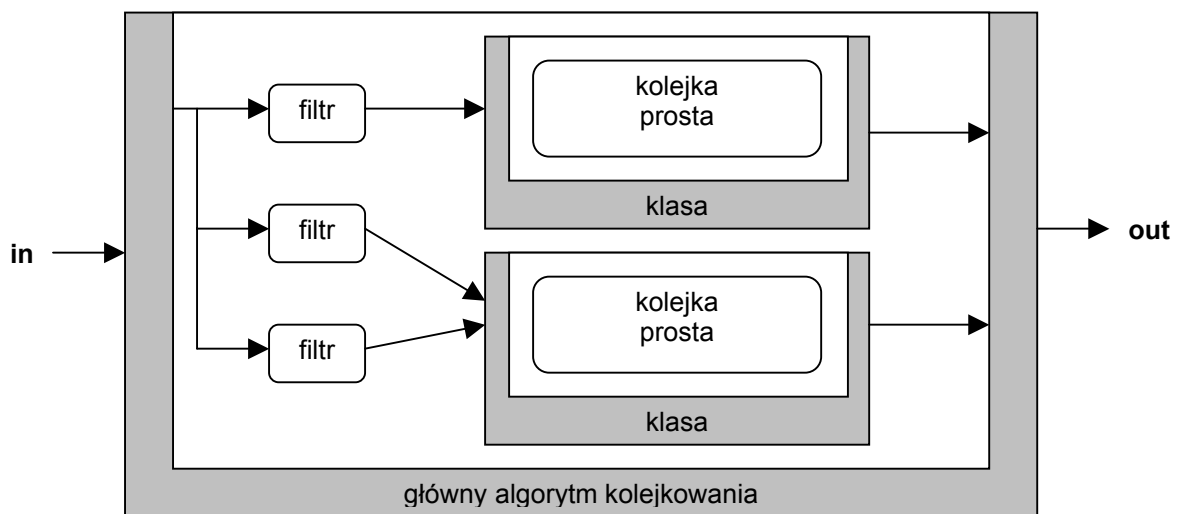 filtr
kolejka
prosta
klasa
filtr
in
out
kolejka
prosta
filtr
klasa
główny algorytm kolejkowania